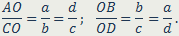 AO/CO = a/b = d/c; OB/OD = b/c = a/d.